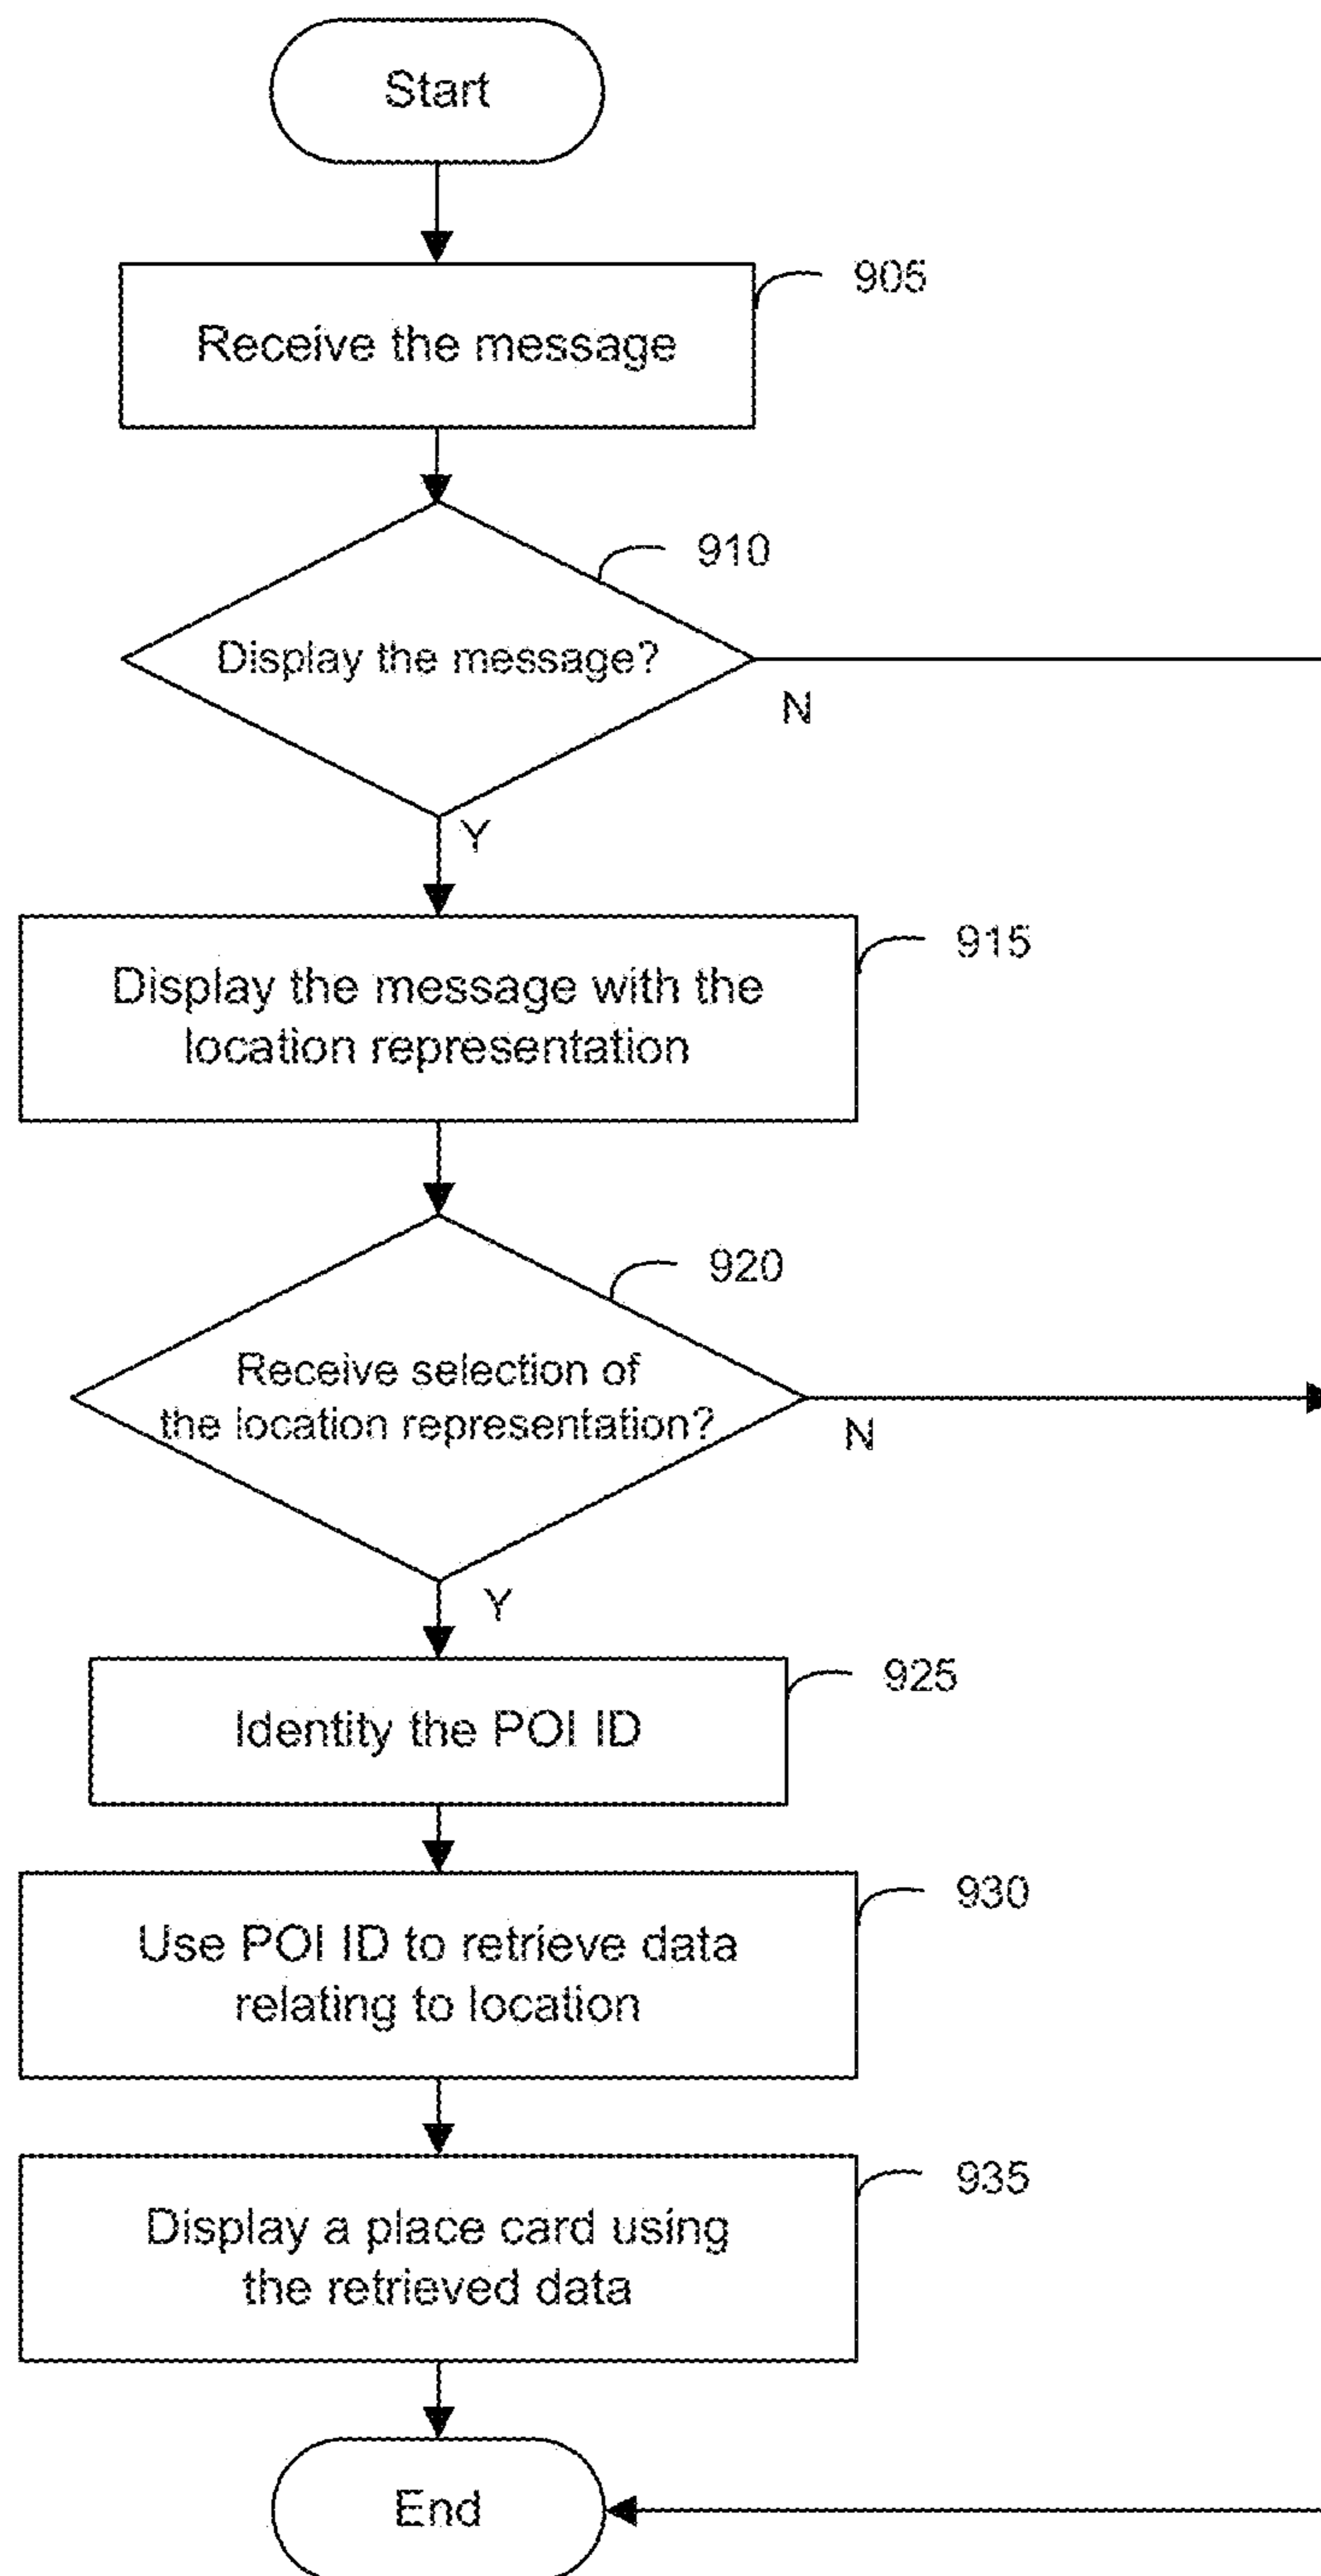 Start
905
Receive the message
910
Display the message?
N
Y
915
Display the message with the
location representation
920
Receive selection of
the location representation?
N
Y
925
Identity the POI ID
930
Use POI ID to retrieve data
relating to location
935
Display a place card using
the retrieved data
End